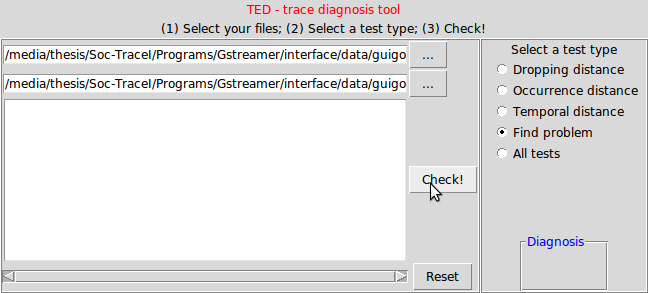 TED - trace diagnosis tool
(1) Select your files; (2) Select a test type; (3) Check!
/media/thesis/Soc-TraceI/Programs/Gstreamer/interface/data/guigo
...
/media/thesis/Soc-TraceI/Programs/Gstreamer/interface/data/guigo
...
Check!
Reset
Select a test type
Dropping distance
Occurrence distance
Temporal distance
Find problem
All tests
Diagnosis